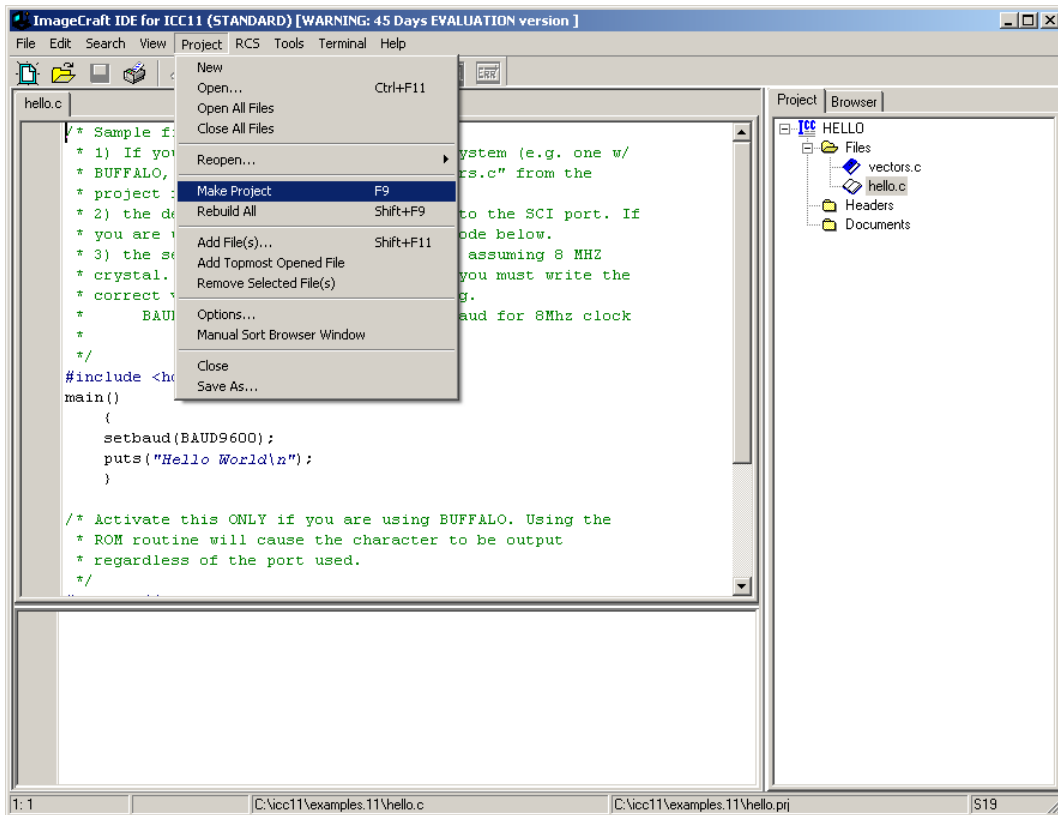 ImageCraft IDE for ICC11 (STANDARD) [WARNING: 45 Days EVALUATION version ]
File Edit Search View Project RCS Tools Terminal Help
ERR
New
Open... Ctrl+F11
Open All Files
Close All Files
Reopen...
Make Project F9
Rebuild All Shift+F9
Add File(s)... Shift+F11
Add Topmost Opened File
Remove Selected File(s)
Options...
Manual Sort Browser Window
Close
Save As...
hello.c
/* Sample f
* 1) If you ystem (e.g. one w/
* BUFFALO, rs.c" from the
* project
* 2) the de to the SCI port. If
* you are ode below.
* 3) the se assuming 8 MHZ
* crystal. you must write the
* correct g.
* BAU aud for 8Mhz clock
*
*/
#include <h
main()
{
setbaud(BAUD9600);
puts("Hello World\n");
}
/* Activate this ONLY if you are using BUFFALO. Using the
* ROM routine will cause the character to be output
* regardless of the port used.
*/
Project Browser
ICC HELLO
Files
vectors.c
hello.c
Headers
Documents
1: 1 C:\icc11\examples.11\hello.c C:\icc11\examples.11\hello.prj S19